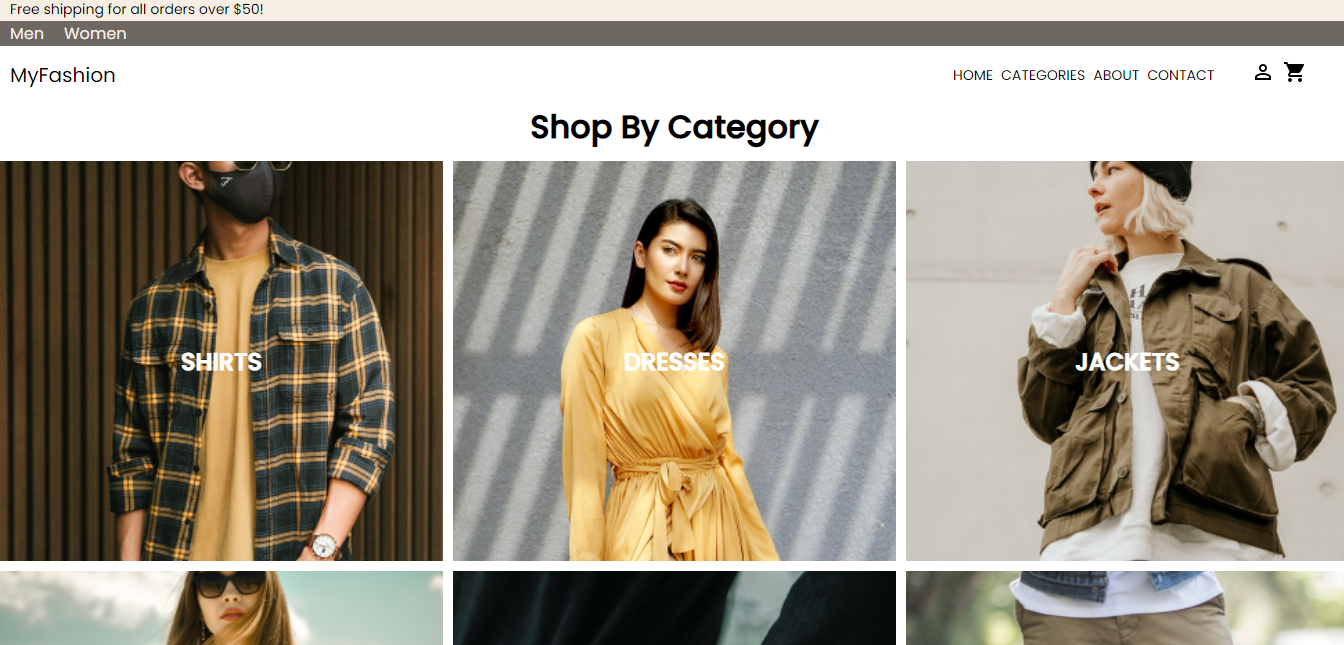 Free shipping for all orders over $50!
Men Women
MyFashion HOME CATEGORIES ABOUT CONTACT
Shop By Category
SHIRTS DRESSES JACKETS